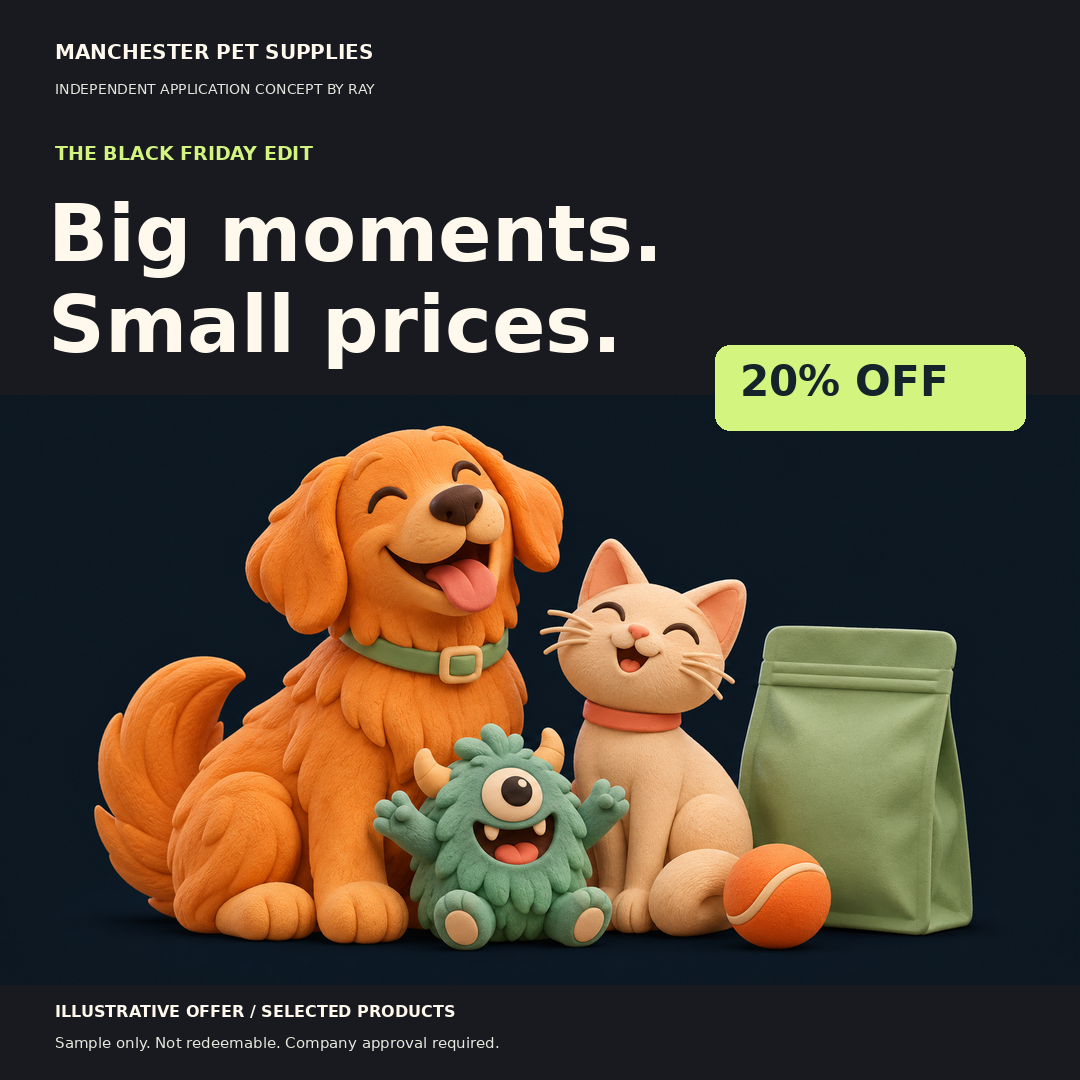 MANCHESTER PET SUPPLIES
INDEPENDENT APPLICATION CONCEPT BY RAY
THE BLACK FRIDAY EDIT
Big moments.
Small prices.
20% OFF
ILLUSTRATIVE OFFER / SELECTED PRODUCTS
Sample only. Not redeemable. Company approval required.